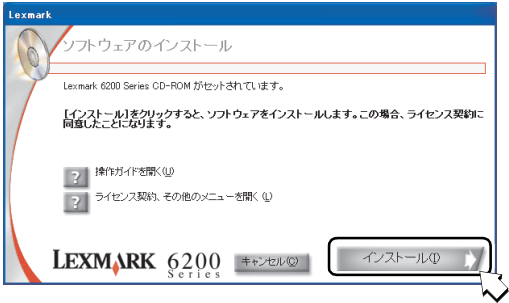 Lexmark
ソフトウェアのインストール
Lexmark 6200 Series CD-ROM がセットされています。
[インストール]をクリックすると、ソフトウェアをインストールします。この場合、ライセンス契約に
同意したことになります。
? 操作ガイドを開く(U)
? ライセンス契約、その他のメニューを開く (L)
LEXMARK 6200 Series
キャンセル(C)
インストール(I)